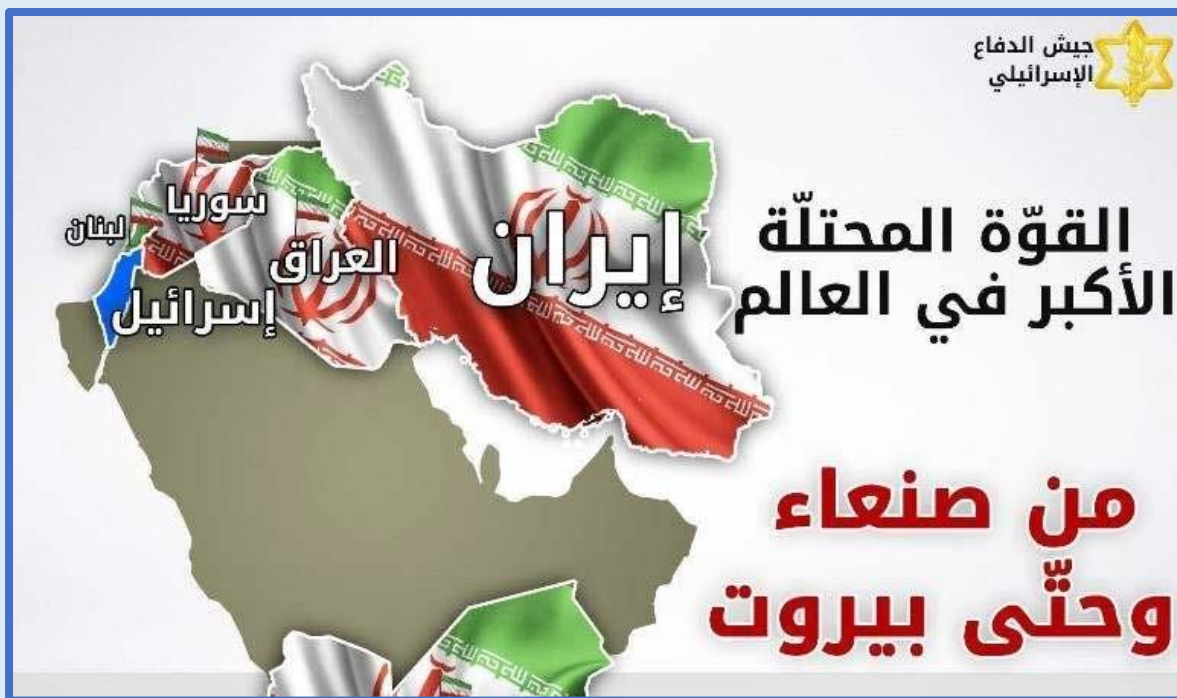 جيش الدفاع
الإسرائيلي
القوّة المحتلّة
الأكبر في العالم
إيران
العراق
سوريا
لبنان
إسرائيل
من صنعاء
وحتّى بيروت